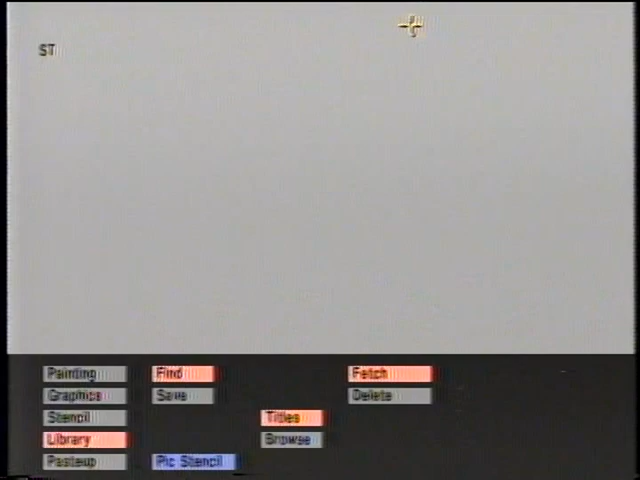 ST
Painting Find Fetch
Graphics Save Delete
Stencil Titles
Library Browse
Pasteup Pic Stencil